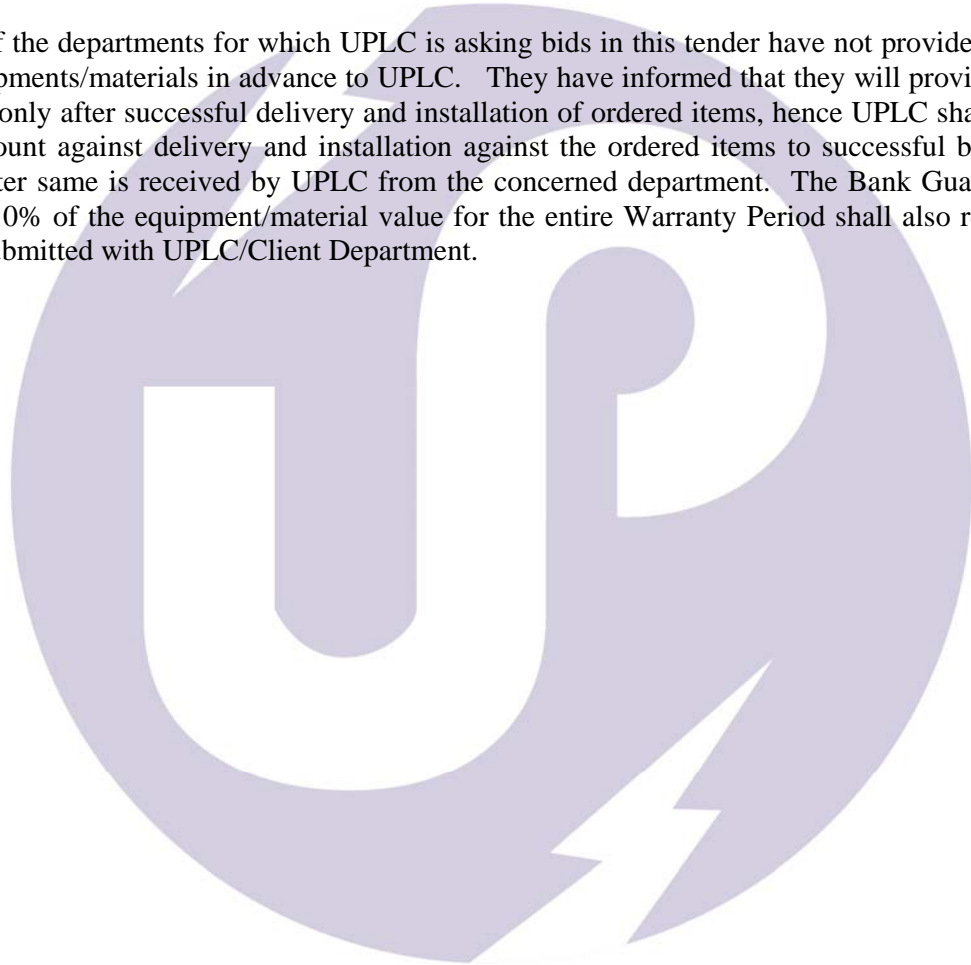 f the departments for which UPLC is asking bids in this tender have not provide
pments/materials in advance to UPLC. They have informed that they will provi
only after successful delivery and installation of ordered items, hence UPLC sha
ount against delivery and installation against the ordered items to successful b
ter same is received by UPLC from the concerned department. The Bank Gua
0% of the equipment/material value for the entire Warranty Period shall also r
ubmitted with UPLC/Client Department.
UP